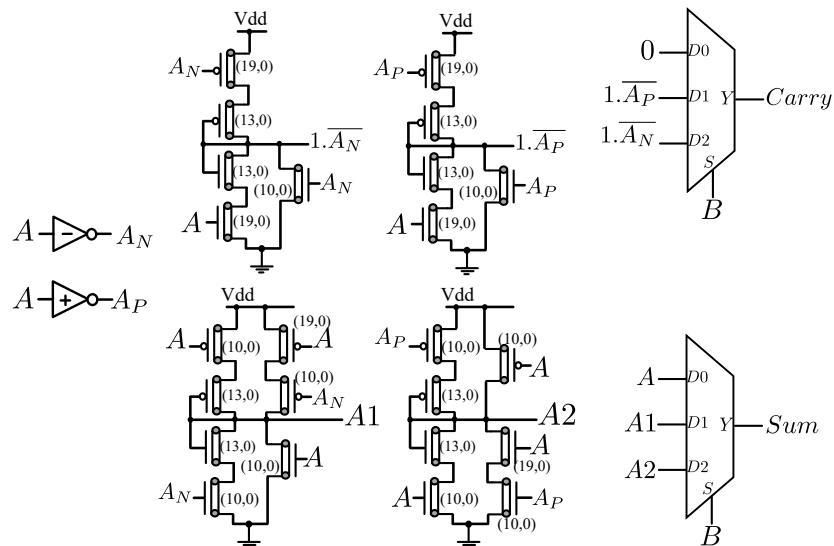 Vdd
A_N
(19,0)
(13,0)
1.\overline{A_N}
(13,0)
(10,0)
A_N
A
(19,0)
Vdd
A_P
(19,0)
(13,0)
1.\overline{A_P}
(13,0)
(10,0)
A_P
A
(19,0)
0
D0
1.\overline{A_P}
D1
Y
Carry
1.\overline{A_N}
D2
S
B
A
-
A_N
A
+
A_P
Vdd
(19,0)
A
(10,0)
A
(10,0)
(13,0)
A_N
A1
(13,0)
(10,0)
A
A_N
(10,0)
Vdd
(10,0)
A_P
(10,0)
A
(13,0)
A2
(13,0)
A
(19,0)
A
(10,0)
A_P
(10,0)
A
D0
A1
D1
Y
Sum
A2
D2
S
B